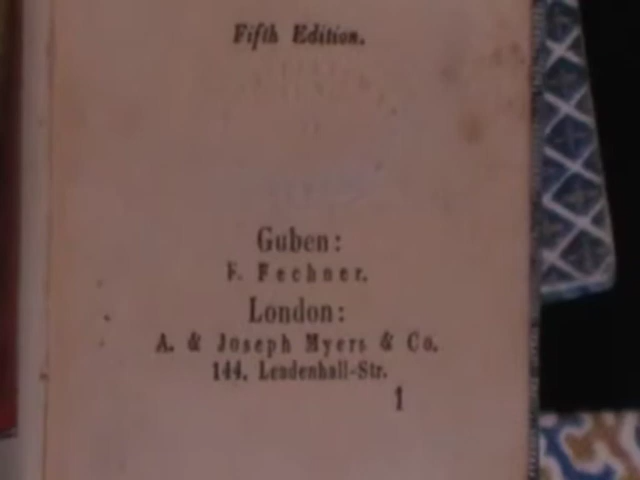 Fifth Edition.
Guben:
F. Fechner.
London:
A. & Joseph Myers & Co.
144, Leadenhall-Str.
1